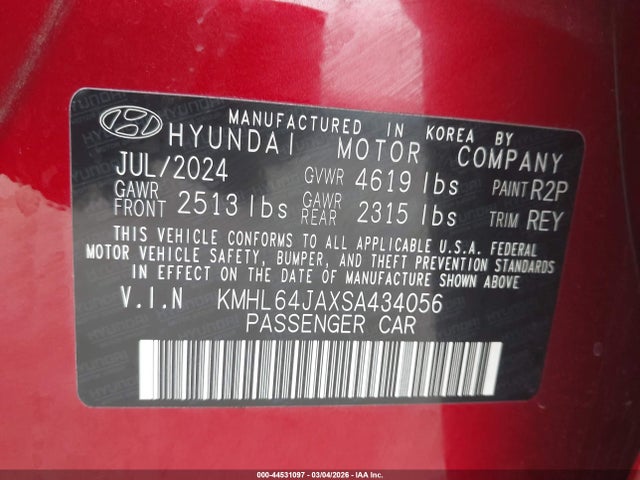 MANUFACTURED IN KOREA BY
HYUNDAI MOTOR COMPANY
JUL/2024 GVWR 4619 lbs PAINT R2P
GAWR FRONT 2513 lbs GAWR REAR 2315 lbs TRIM REY
THIS VEHICLE CONFORMS TO ALL APPLICABLE U.S.A. FEDERAL
MOTOR VEHICLE SAFETY, BUMPER, AND THEFT PREVENTION STANDARDS
IN EFFECT ON THE DATE OF MANUFACTURE SHOWN ABOVE.
V.I.N KMHL64JAXSA434056
PASSENGER CAR
000-44531097 - 03/04/2026 - IAA Inc.